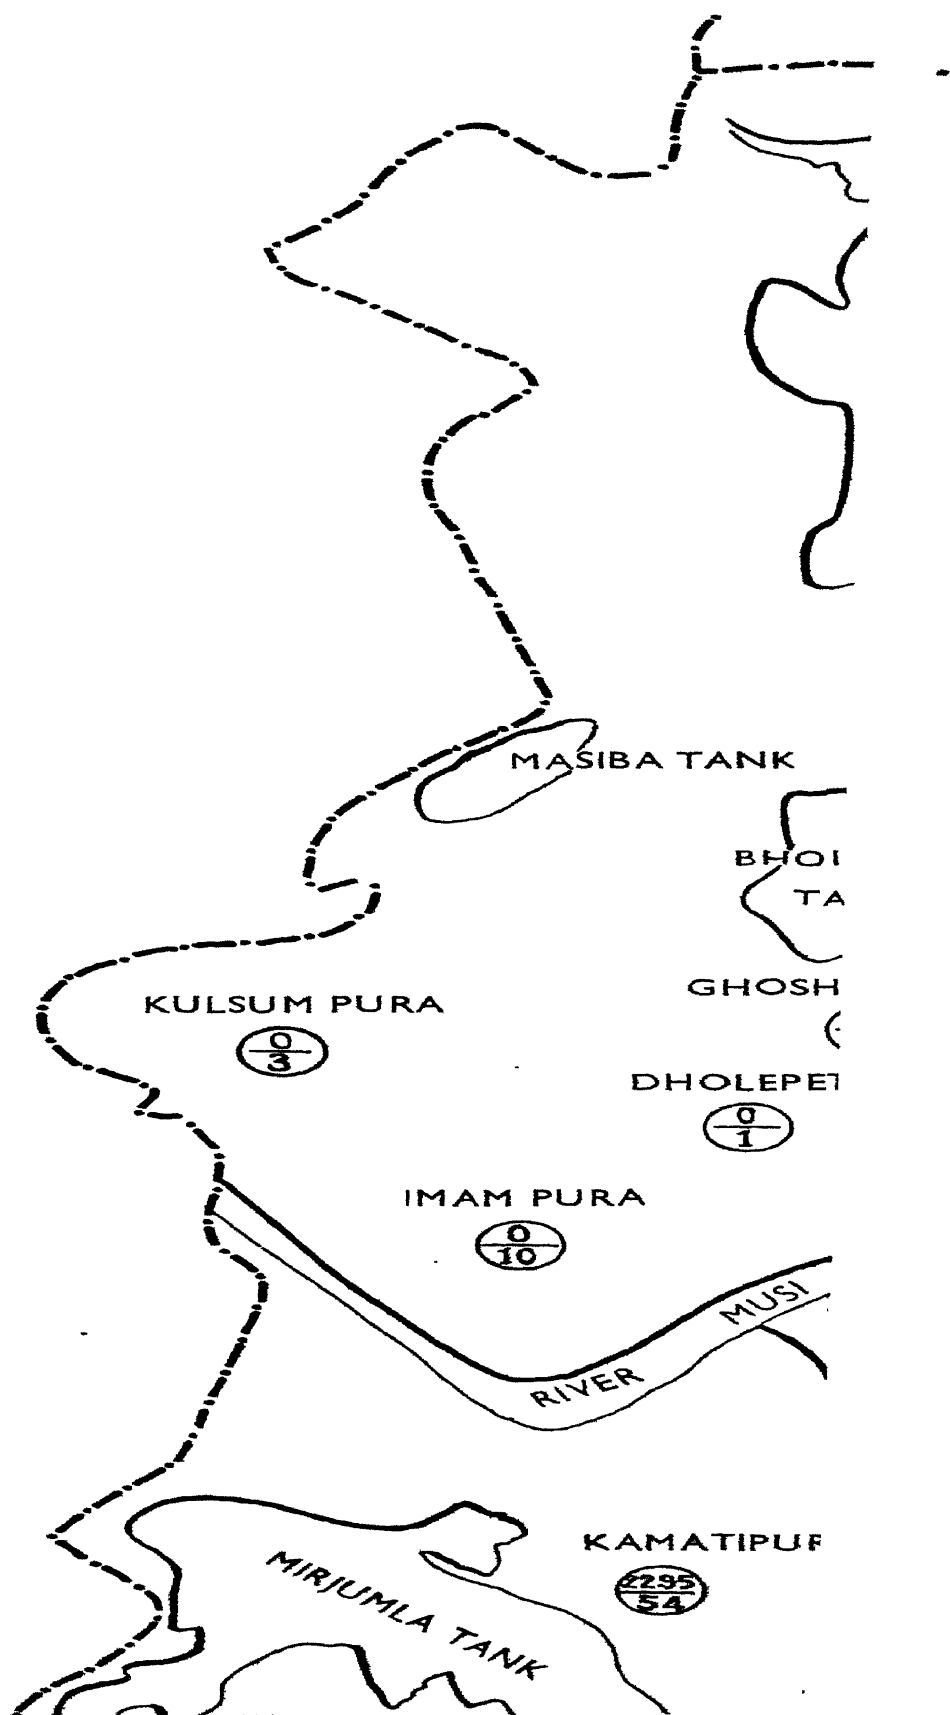 MASIBA TANK
BHOI
TA
GHOSH
KULSUM PURA
0
3
DHOLEPET
0
1
IMAM PURA
0
10
RIVER MUSI
KAMATIPUR
2295
54
MIRJUMLA TANK